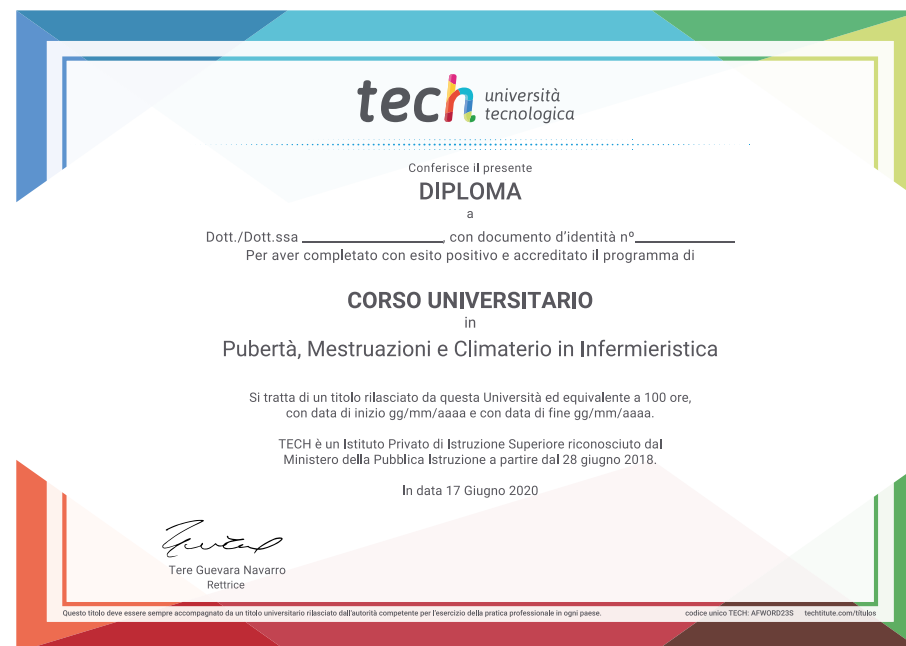 tech università
tecnologica
Conferisce il presente
DIPLOMA
a
Dott./Dott.ssa ____________________, con documento d'identità nº______________
Per aver completato con esito positivo e accreditato il programma di
CORSO UNIVERSITARIO
in
Pubertà, Mestruazioni e Climaterio in Infermieristica
Si tratta di un titolo rilasciato da questa Università ed equivalente a 100 ore,
con data di inizio gg/mm/aaaa e con data di fine gg/mm/aaaa.
TECH è un Istituto Privato di Istruzione Superiore riconosciuto dal
Ministero della Pubblica Istruzione a partire dal 28 giugno 2018.
In data 17 Giugno 2020
Tere Guevara Navarro
Rettrice
Questo titolo deve essere sempre accompagnato da un titolo universitario rilasciato dall'autorità competente per l'esercizio della pratica professionale in ogni paese. codice unico TECH: AFWORD23S techtitute.com/títulos